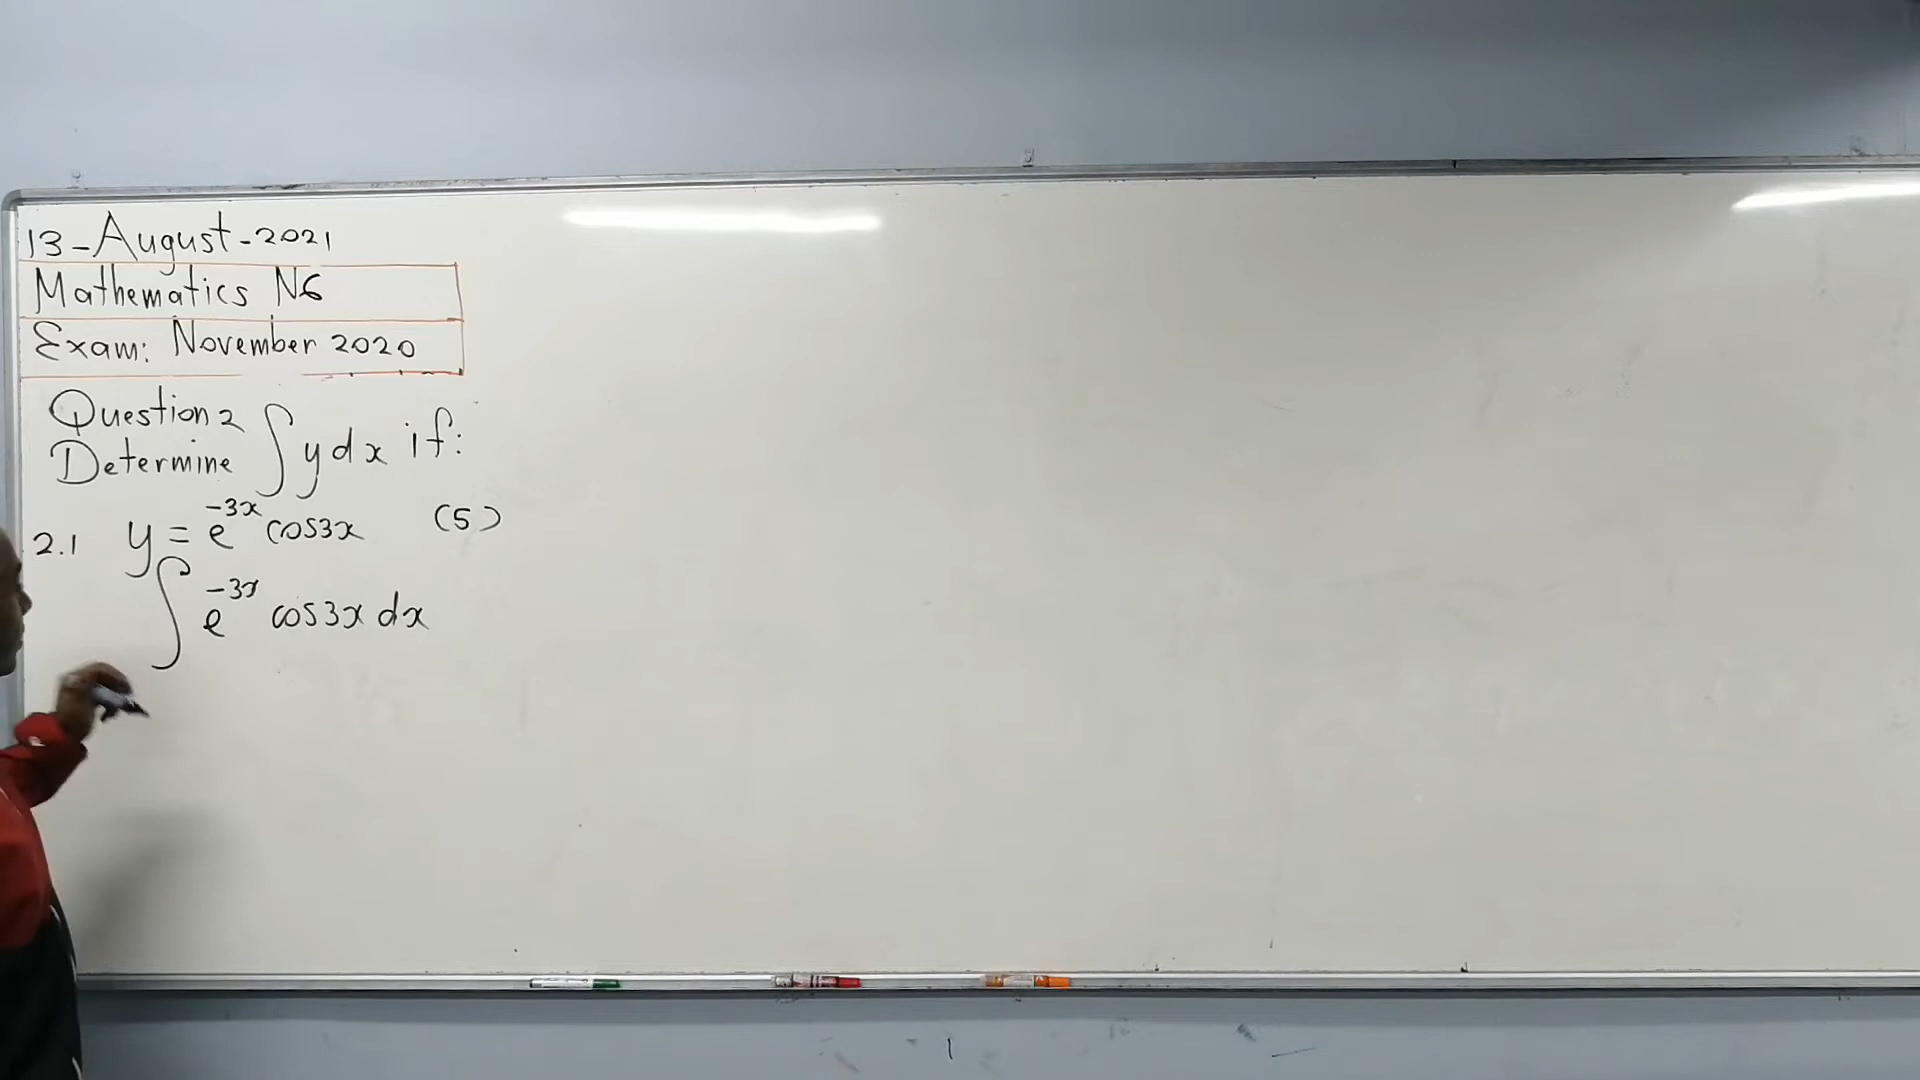 13-August-2021
Mathematics N6
Exam: November 2020
Question 2
Determine ∫ y dx if:
2.1 y = e^{-3x} cos3x (5)
∫ e^{-3x} cos3x dx